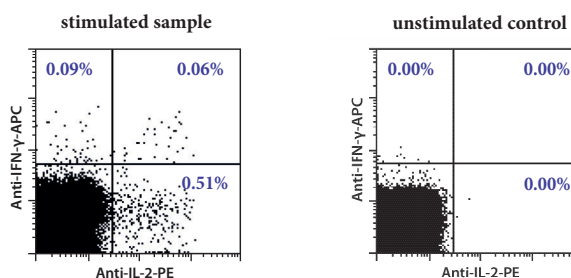 stimulated sample
0.09% 0.06%
0.51%
Anti-IFN-γ-APC
Anti-IL-2-PE
unstimulated control
0.00% 0.00%
0.00%
Anti-IFN-γ-APC
Anti-IL-2-PE